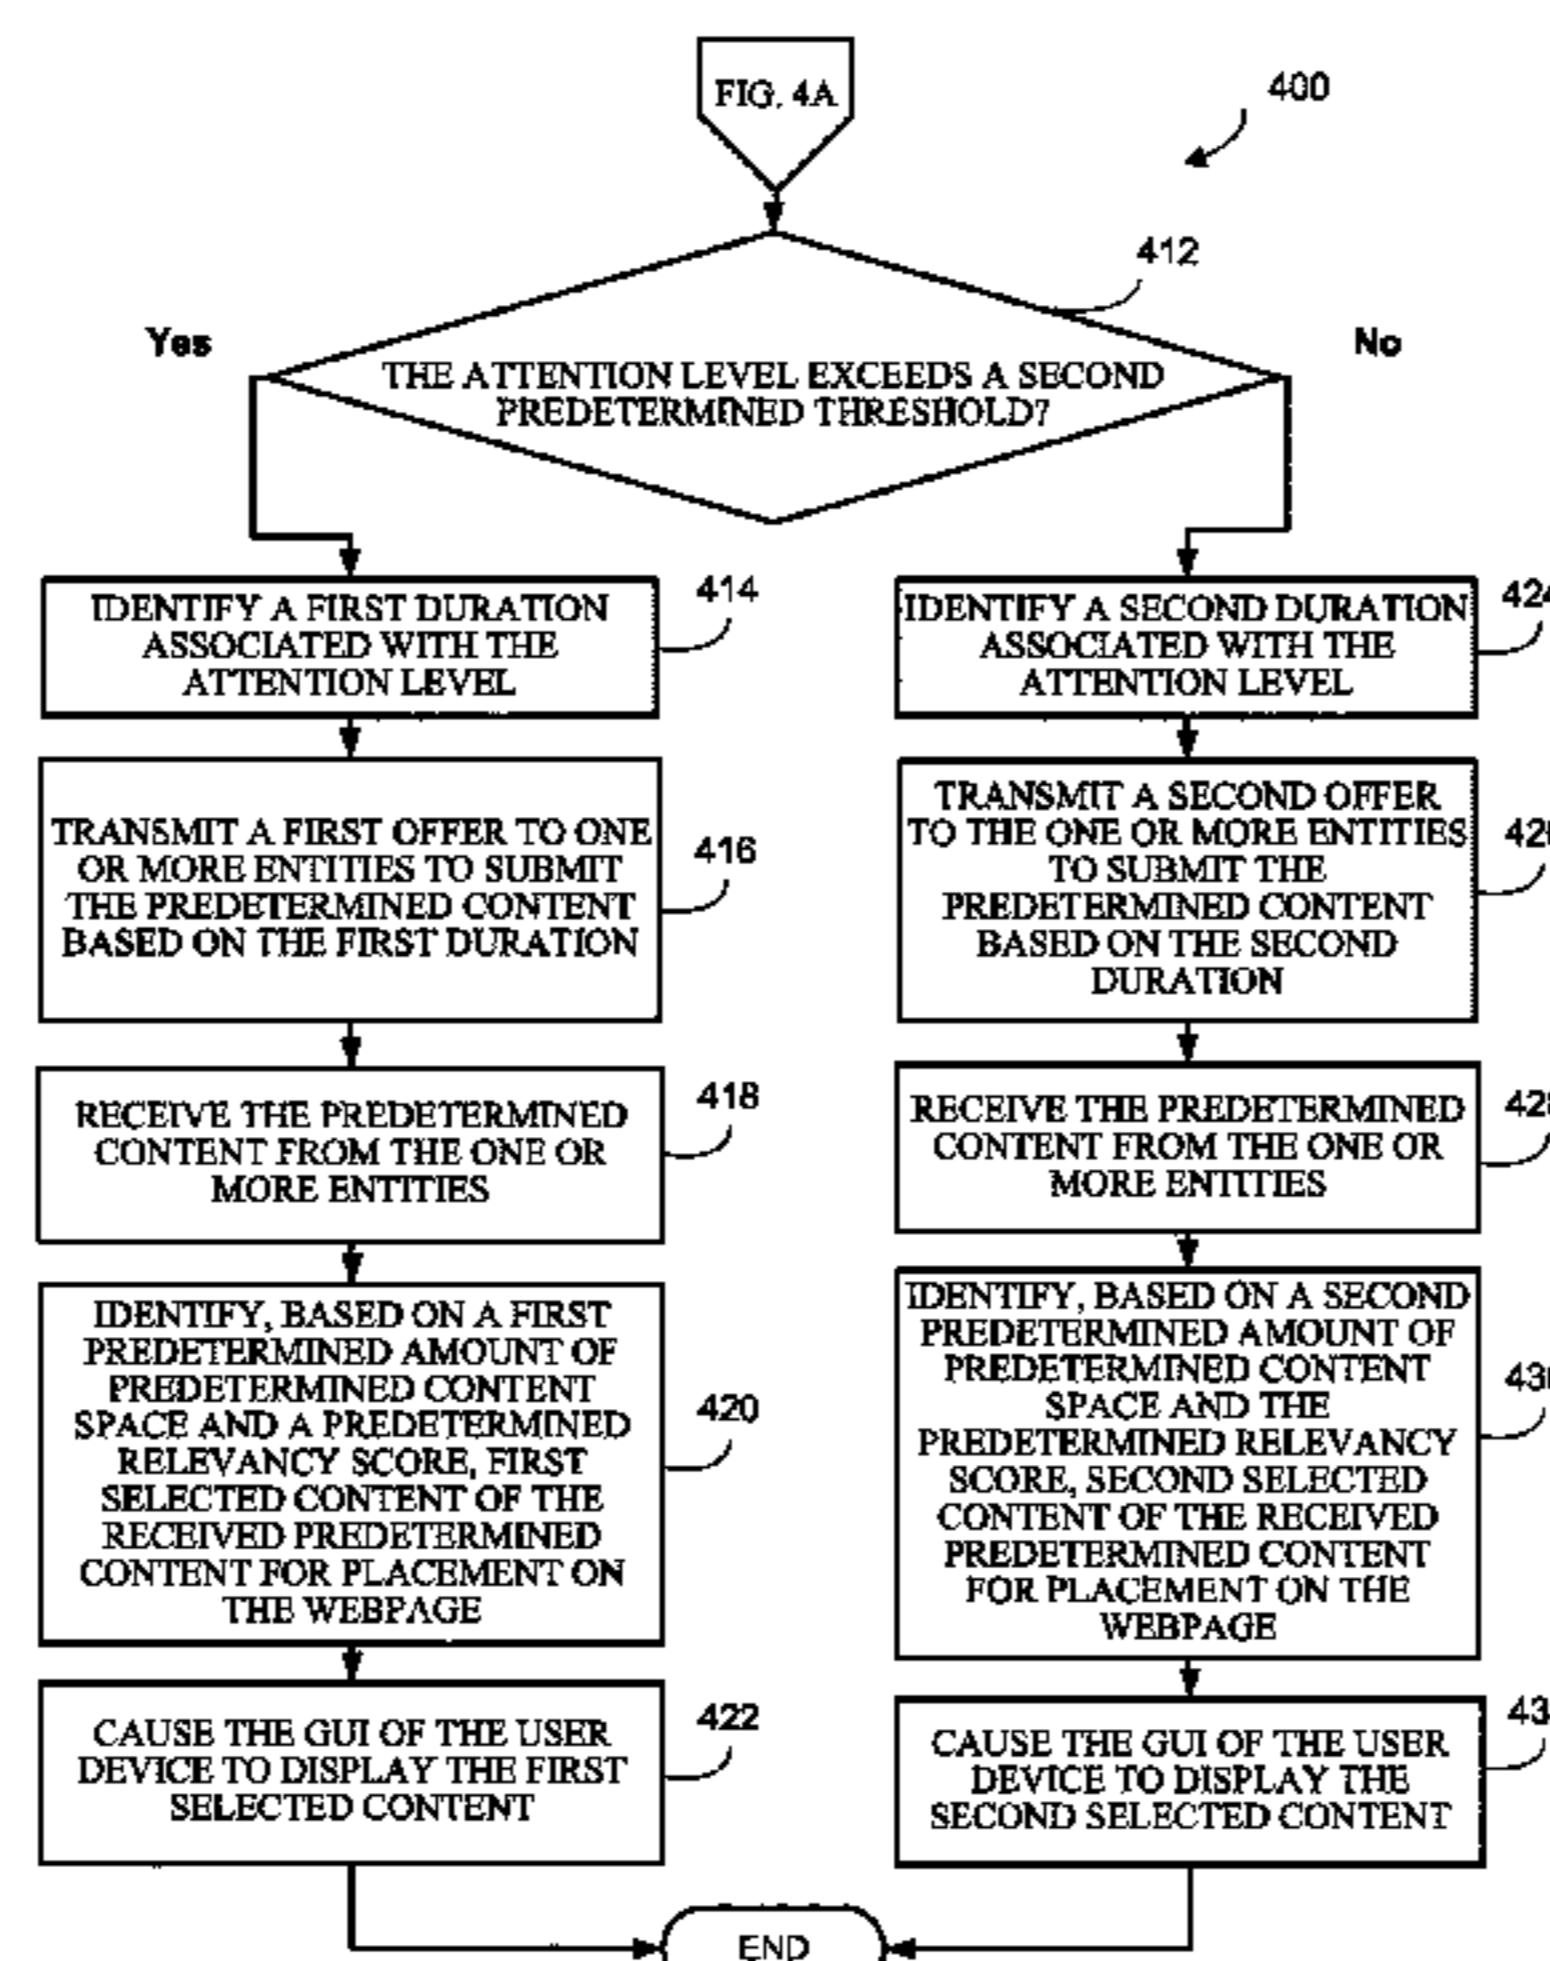 FIG. 4A
400
412
Yes
No
THE ATTENTION LEVEL EXCEEDS A SECOND
PREDETERMINED THRESHOLD?
IDENTIFY A FIRST DURATION
ASSOCIATED WITH THE
ATTENTION LEVEL
414
TRANSMIT A FIRST OFFER TO ONE
OR MORE ENTITIES TO SUBMIT
THE PREDETERMINED CONTENT
BASED ON THE FIRST DURATION
416
RECEIVE THE PREDETERMINED
CONTENT FROM THE ONE OR
MORE ENTITIES
418
IDENTIFY, BASED ON A FIRST
PREDETERMINED AMOUNT OF
PREDETERMINED CONTENT
SPACE AND A PREDETERMINED
RELEVANCY SCORE, FIRST
SELECTED CONTENT OF THE
RECEIVED PREDETERMINED
CONTENT FOR PLACEMENT ON
THE WEBPAGE
420
CAUSE THE GUI OF THE USER
DEVICE TO DISPLAY THE FIRST
SELECTED CONTENT
422
IDENTIFY A SECOND DURATION
ASSOCIATED WITH THE
ATTENTION LEVEL
424
TRANSMIT A SECOND OFFER
TO THE ONE OR MORE ENTITIES
TO SUBMIT THE
PREDETERMINED CONTENT
BASED ON THE SECOND
DURATION
RECEIVE THE PREDETERMINED
CONTENT FROM THE ONE OR
MORE ENTITIES
IDENTIFY, BASED ON A SECOND
PREDETERMINED AMOUNT OF
PREDETERMINED CONTENT
SPACE AND THE
PREDETERMINED RELEVANCY
SCORE, SECOND SELECTED
CONTENT OF THE RECEIVED
PREDETERMINED CONTENT
FOR PLACEMENT ON THE
WEBPAGE
CAUSE THE GUI OF THE USER
DEVICE TO DISPLAY THE
SECOND SELECTED CONTENT
END